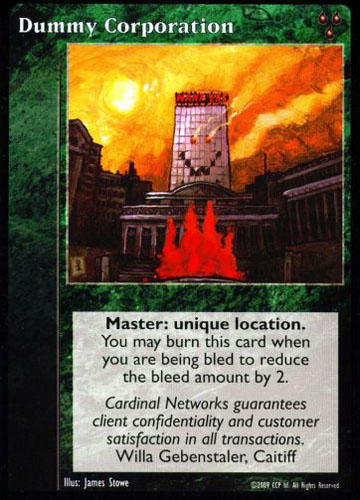 Dummy Corporation
Master: unique location.
You may burn this card when
you are being bled to reduce
the bleed amount by 2.
Cardinal Networks guarantees
client confidentiality and customer
satisfaction in all transactions.
Willa Gebenstaler, Caitiff
Illus: James Stowe
©2009 CCP hf. All Rights Reserved.